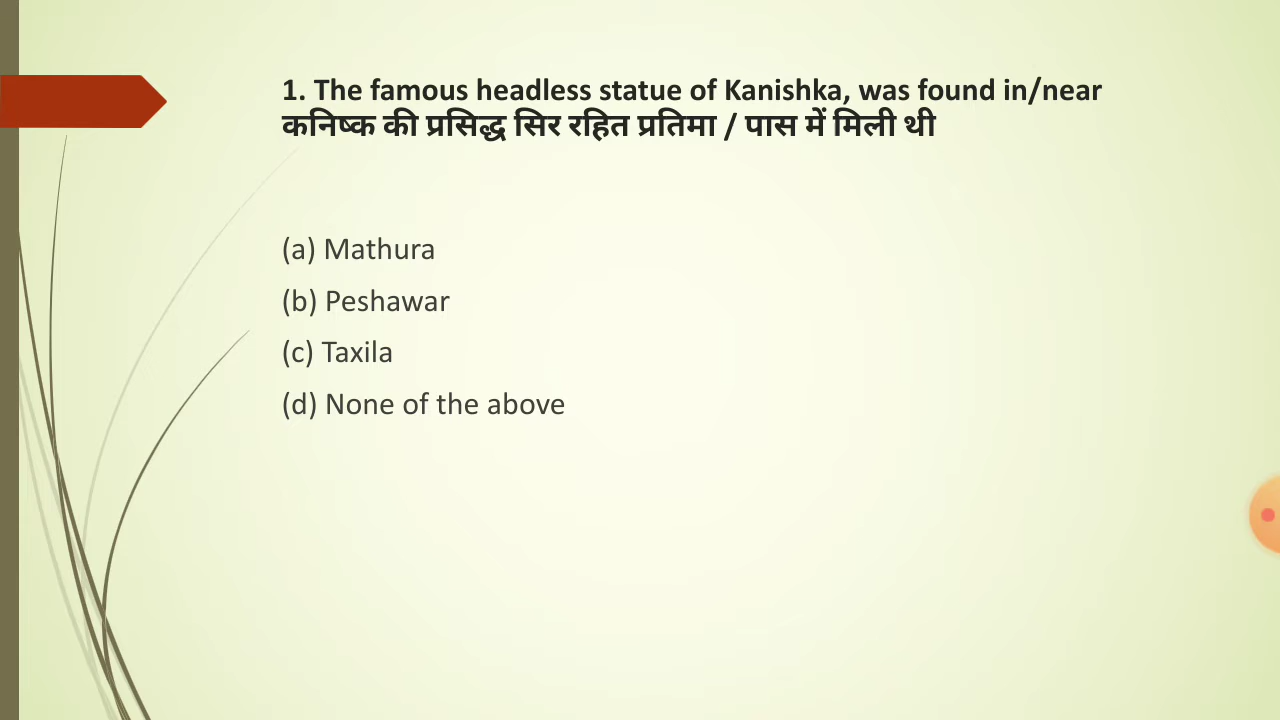 1. The famous headless statue of Kanishka, was found in/near
कनिष्क की प्रसिद्ध सिर रहित प्रतिमा / पास में मिली थी
(a) Mathura
(b) Peshawar
(c) Taxila
(d) None of the above